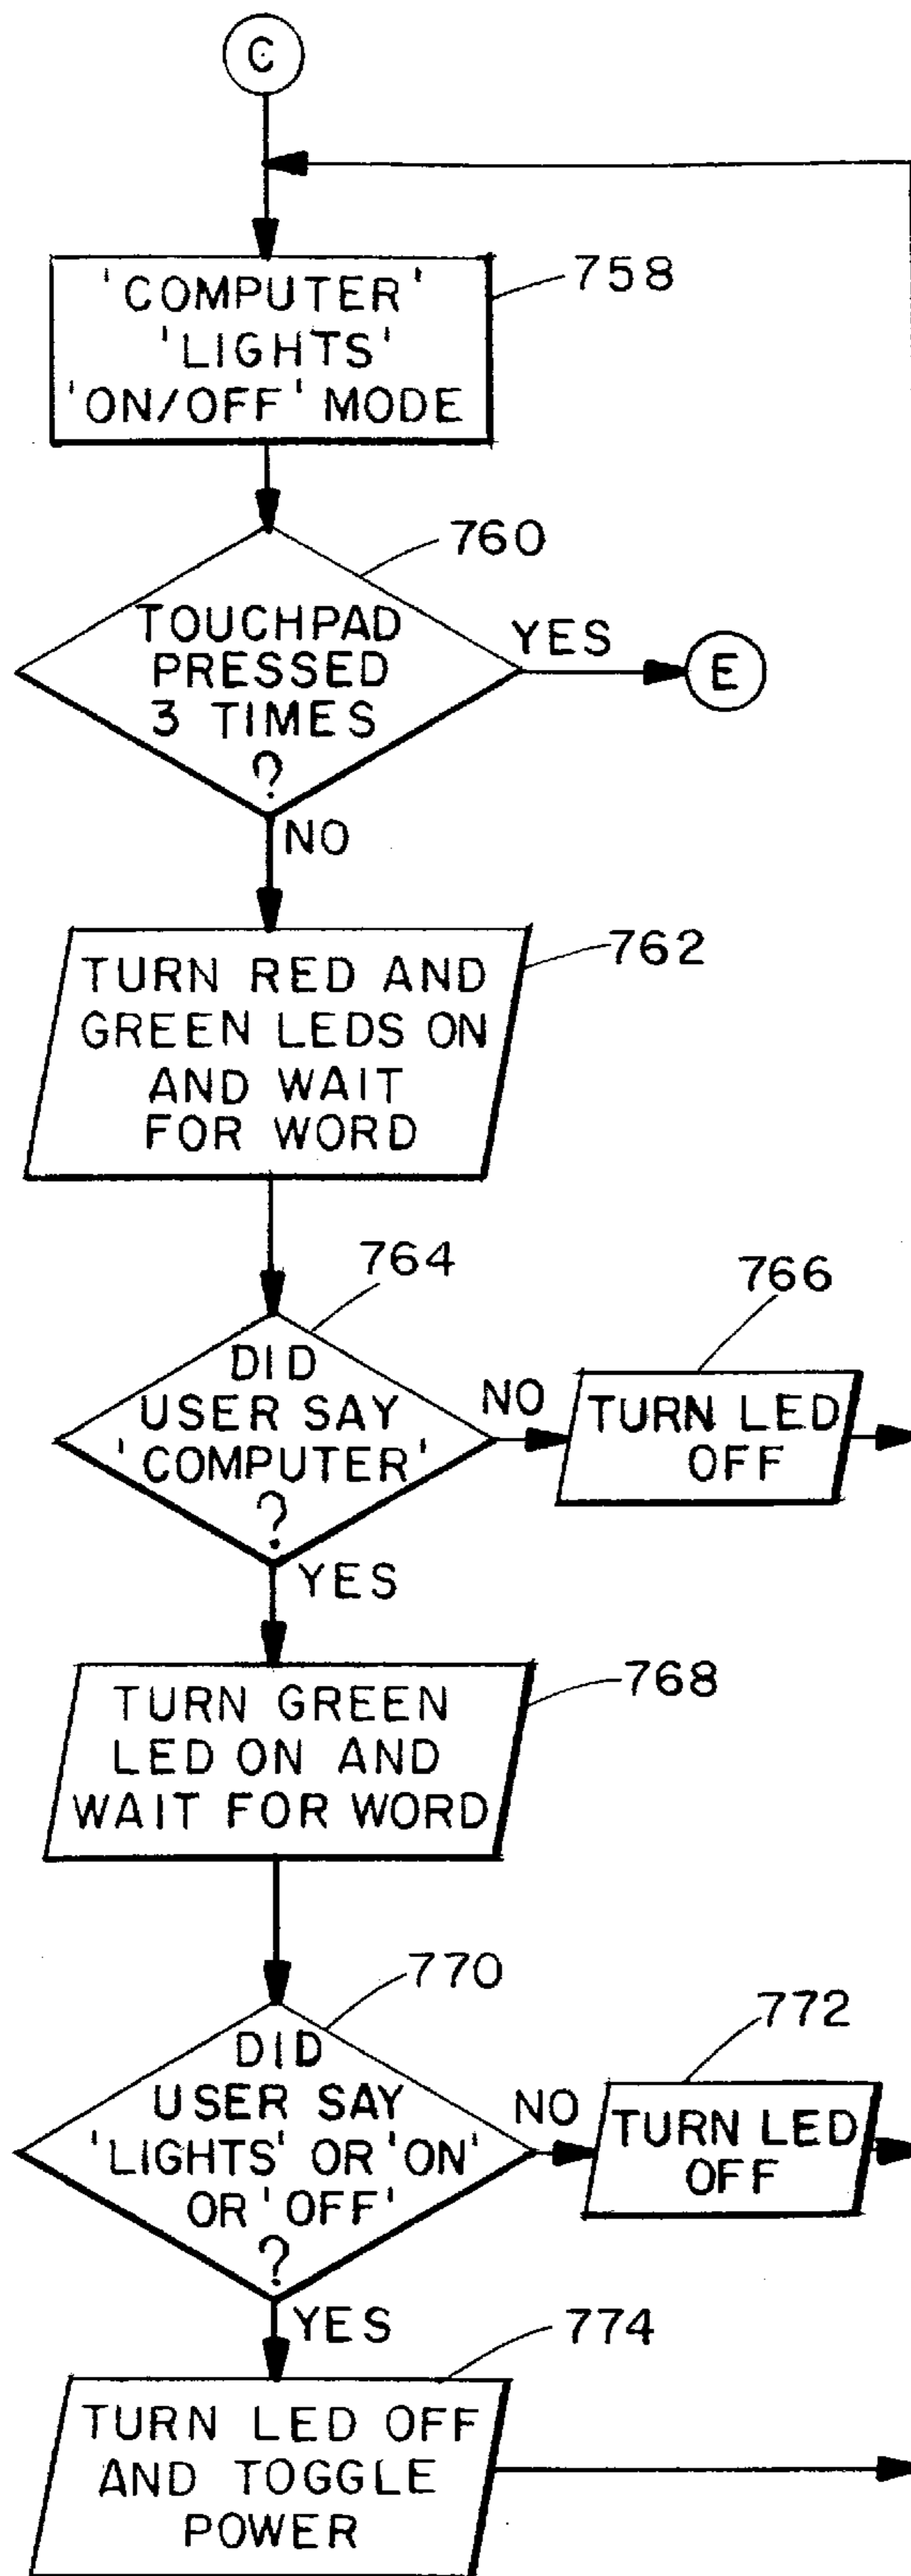 C
'COMPUTER'
'LIGHTS'
'ON/OFF' MODE
758
760
TOUCHPAD
PRESSED
3 TIMES
?
YES
E
NO
762
TURN RED AND
GREEN LEDS ON
AND WAIT
FOR WORD
764
DID
USER SAY
'COMPUTER'
?
NO
766
TURN LED
OFF
YES
768
TURN GREEN
LED ON AND
WAIT FOR WORD
770
DID
USER SAY
'LIGHTS' OR 'ON'
OR 'OFF'
?
NO
772
TURN LED
OFF
YES
774
TURN LED OFF
AND TOGGLE
POWER